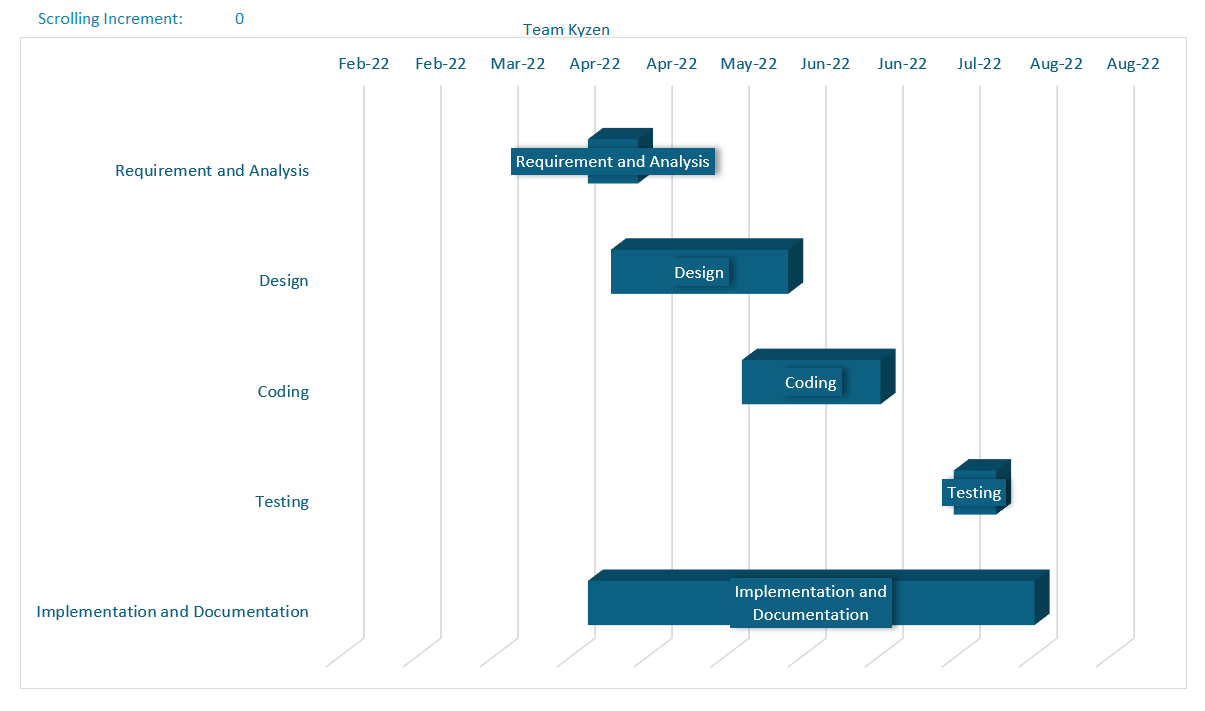 Scrolling Increment: 0
Team Kyzen
Feb-22 Feb-22 Mar-22 Apr-22 Apr-22 May-22 Jun-22 Jun-22 Jul-22 Aug-22 Aug-22
Requirement and Analysis
Requirement and Analysis
Design
Design
Coding
Coding
Testing
Testing
Implementation and Documentation
Implementation and
Documentation